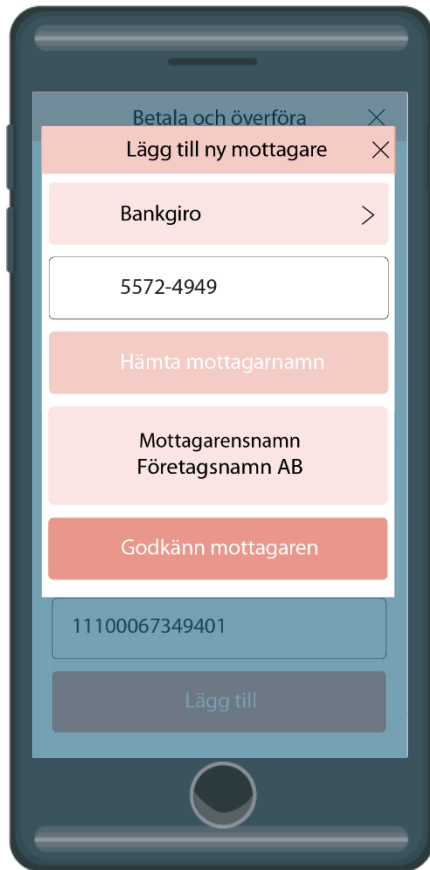 Betala och överföra
Lägg till ny mottagare
Bankgiro
5572-4949
Hämta mottagarnamn
Mottagarensnamn
Företagsnamn AB
Godkänn mottagaren
11100067349401
Lägg till